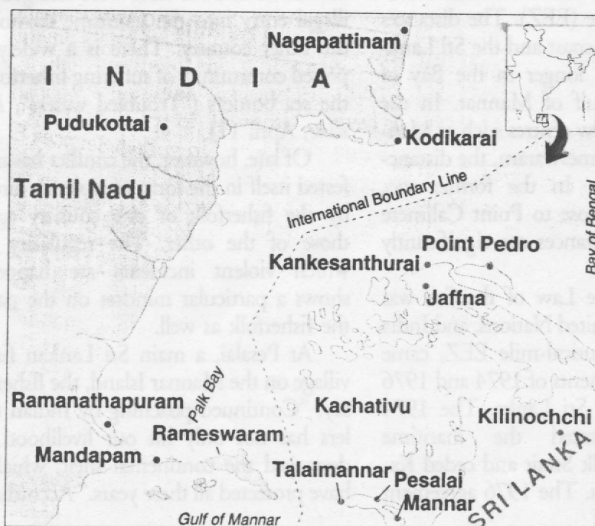 Nagapattinam
INDIA
Pudukottai
Kodikarai
Tamil Nadu
International Boundary Line
Bay of Bengal
Point Pedro
Kankesanthurai
Jaffna
Palk Bay
Ramanathapuram
Rameswaram
Kachativu
Kilinochchi
Mandapam
Talaimannar
Pesalai
Mannar
SRI LANKA
Gulf of Mannar